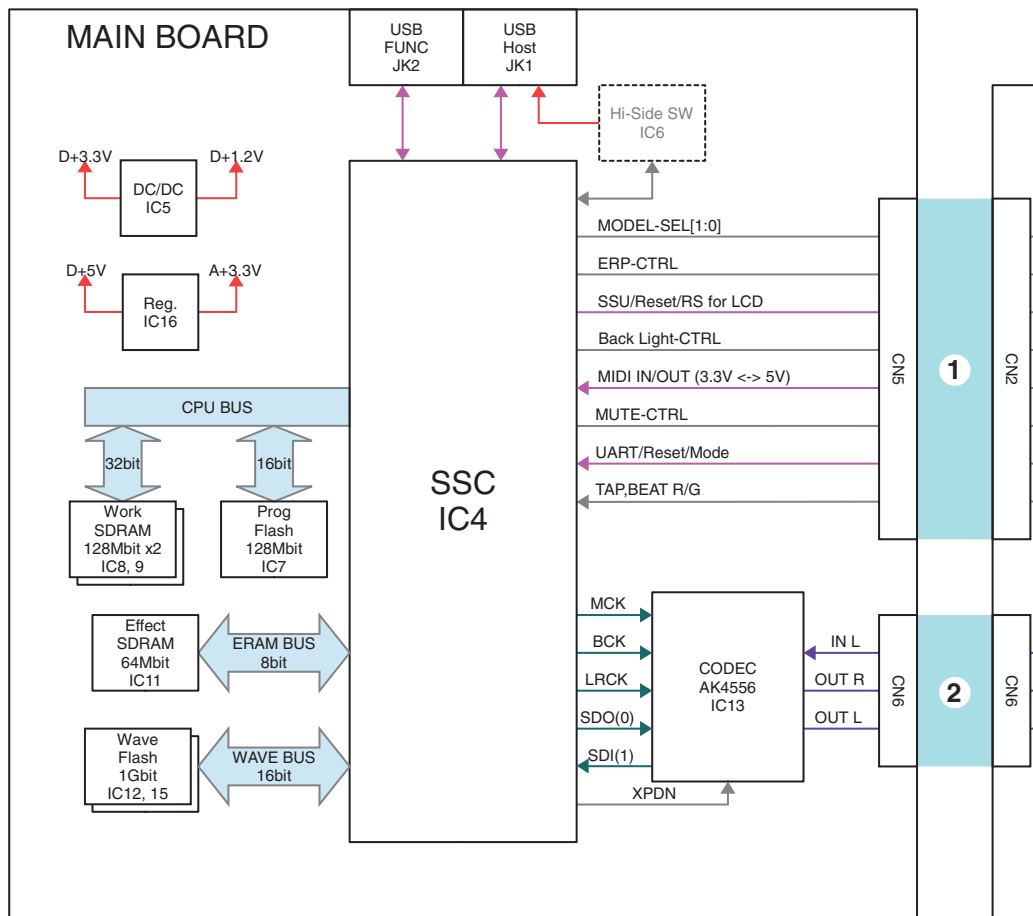 MAIN BOARD
USB
FUNC
JK2
USB
Host
JK1
Hi-Side SW
IC6
D+3.3V
D+1.2V
DC/DC
IC5
D+5V
A+3.3V
Reg.
IC16
CPU BUS
32bit
16bit
Work
SDRAM
128Mbit x2
IC8, 9
Prog
Flash
128Mbit
IC7
Effect
SDRAM
64Mbit
IC11
ERAM BUS
8bit
Wave
Flash
1Gbit
IC12, 15
WAVE BUS
16bit
SSC
IC4
MODEL-SEL[1:0]
ERP-CTRL
SSU/Reset/RS for LCD
Back Light-CTRL
MIDI IN/OUT (3.3V <-> 5V)
MUTE-CTRL
UART/Reset/Mode
TAP,BEAT R/G
CN5
1
CN2
MCK
BCK
LRCK
SDO(0)
SDI(1)
XPDN
CODEC
AK4556
IC13
IN L
OUT R
OUT L
CN6
2
CN6